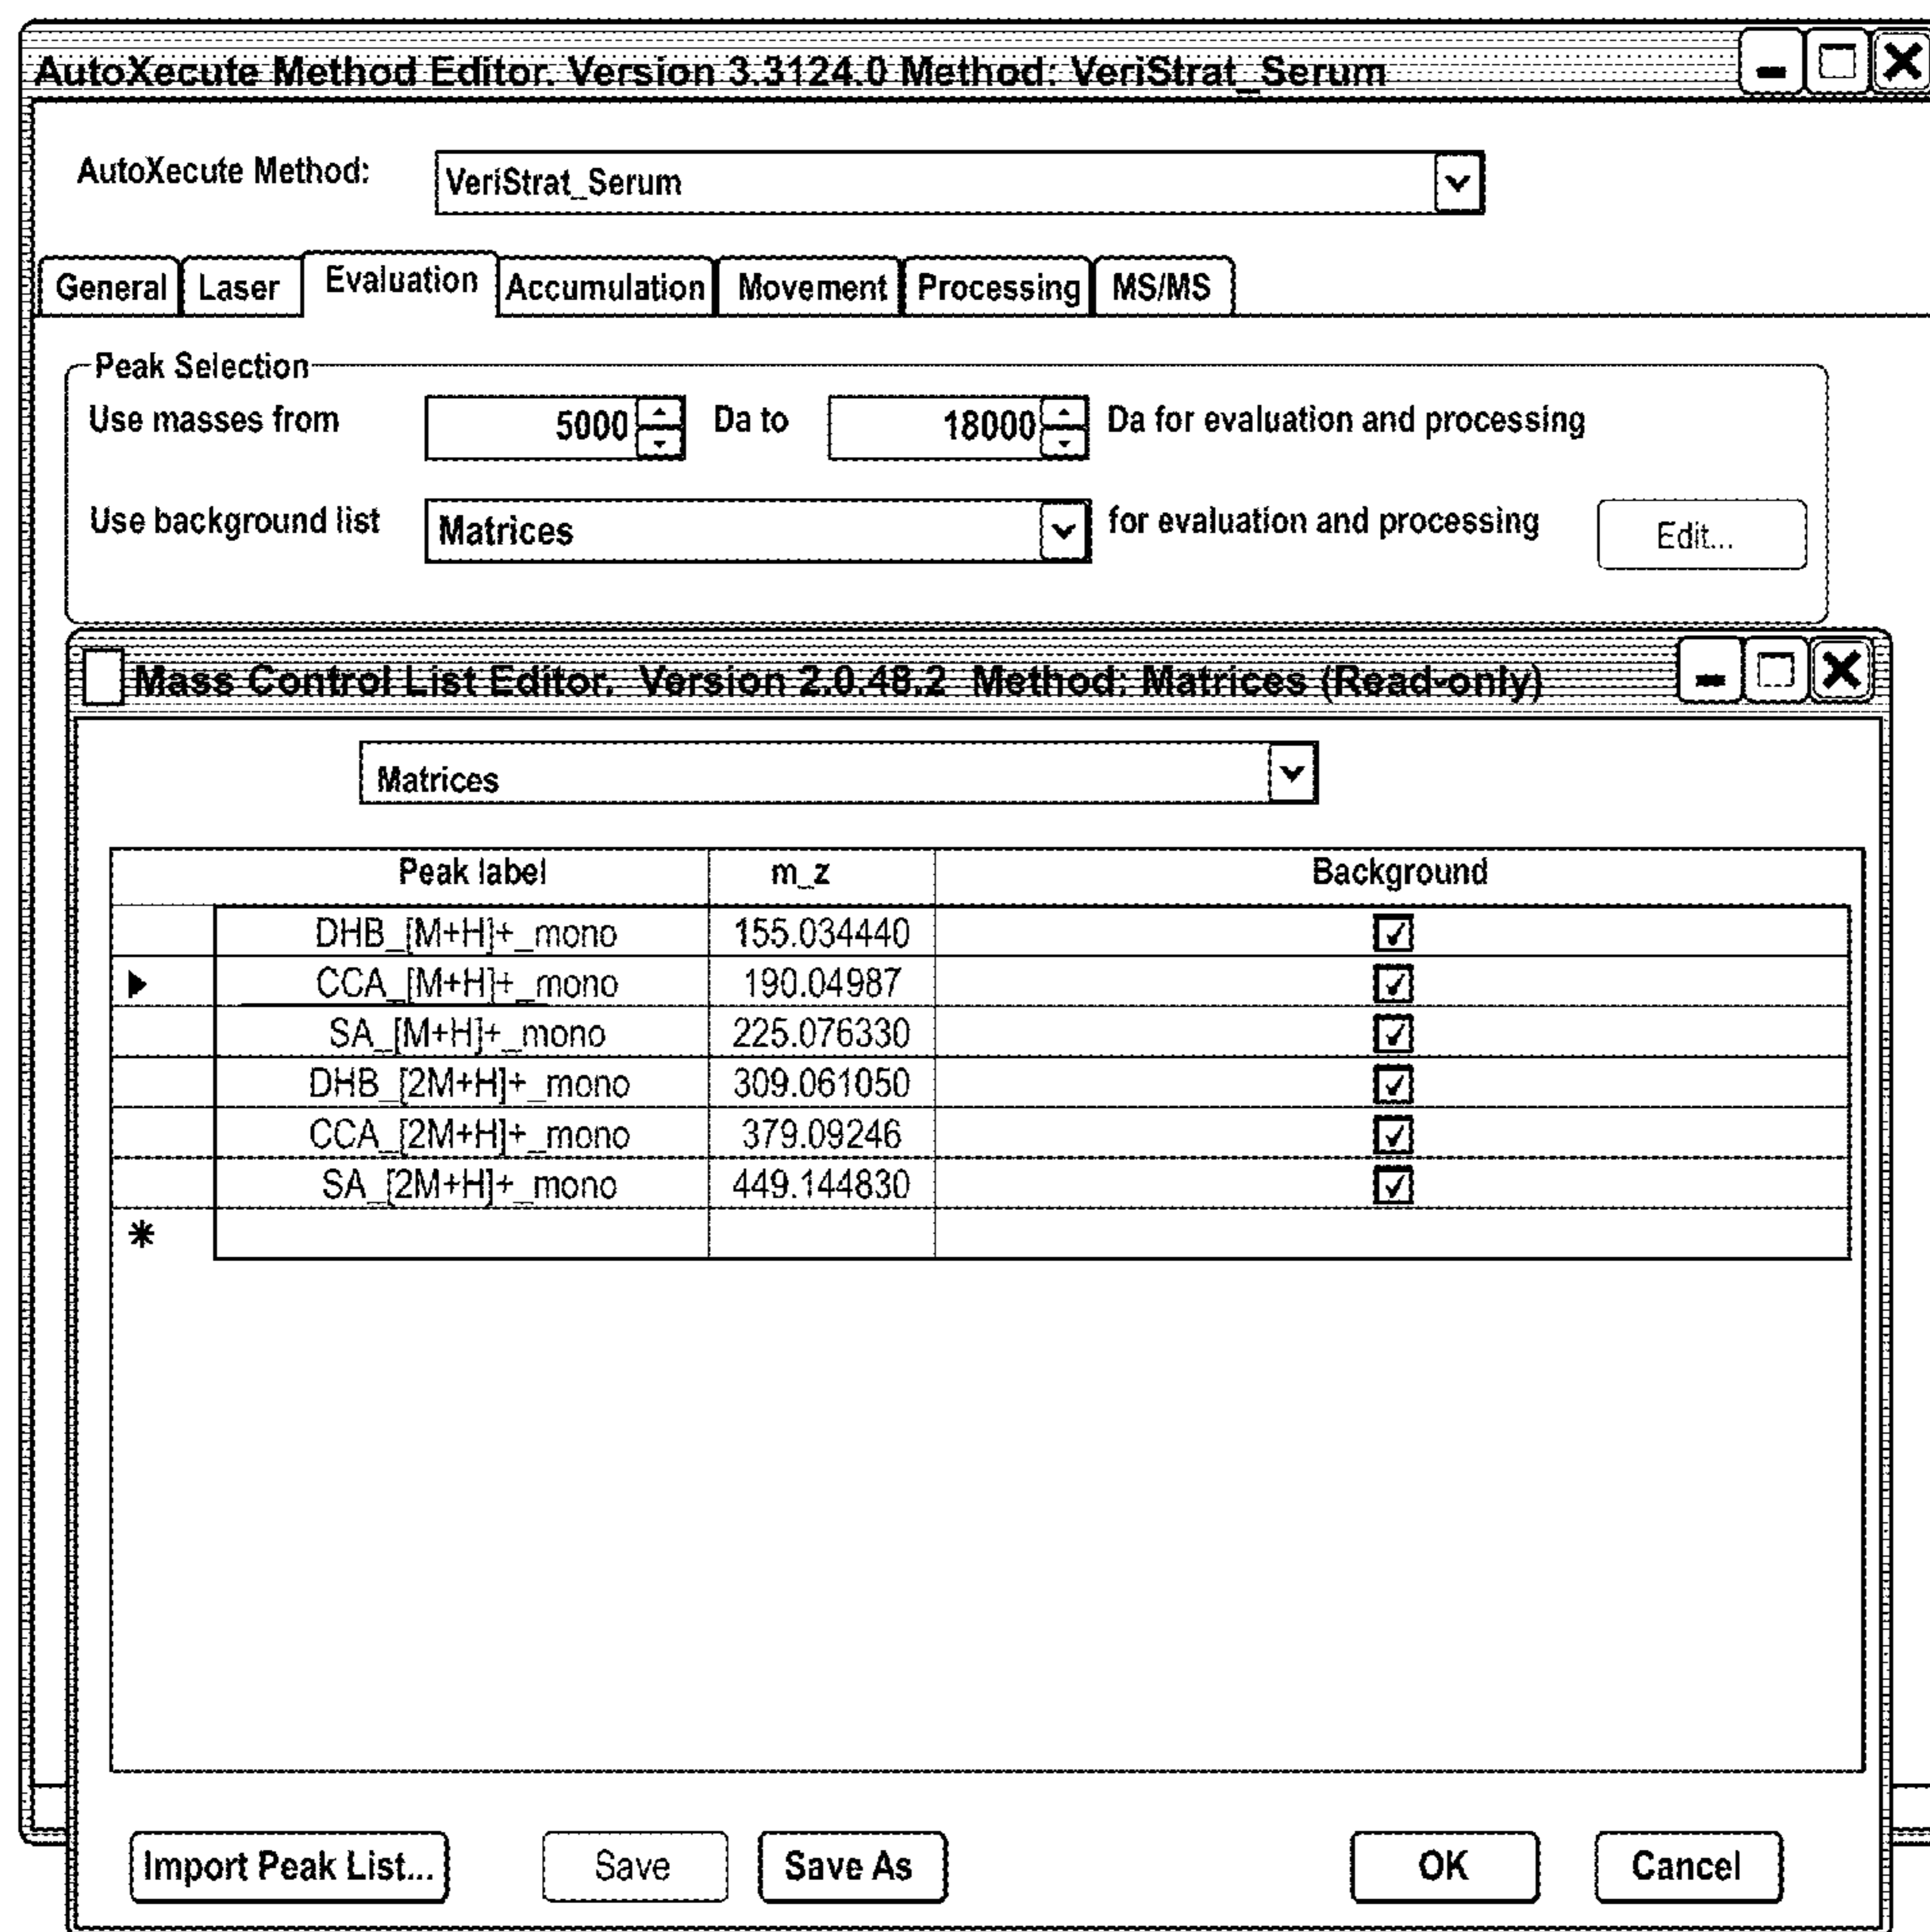 AutoXecute Method Editor. Version 3.3124.0 Method: VeriStrat_Serum
AutoXecute Method: VeriStrat_Serum
General Laser Evaluation Accumulation Movement Processing MS/MS
Peak Selection
Use masses from 5000 Da to 18000 Da for evaluation and processing
Use background list Matrices for evaluation and processing Edit...
Mass Control List Editor. Version 2.0.48.2 Method: Matrices (Read-only)
Matrices
Peak label m_z Background
DHB_[M+H]+_mono 155.034440
CCA_[M+H]+_mono 190.04987
SA_[M+H]+_mono 225.076330
DHB_[2M+H]+_mono 309.061050
CCA_[2M+H]+_mono 379.09246
SA_[2M+H]+_mono 449.144830
*
Import Peak List... Save Save As OK Cancel